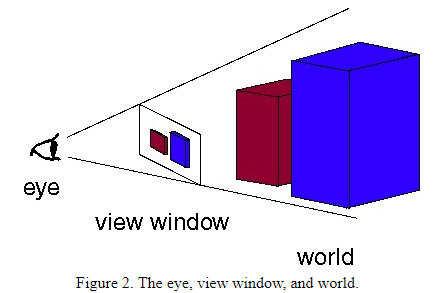 eye
view window
world
Figure 2. The eye, view window, and world.